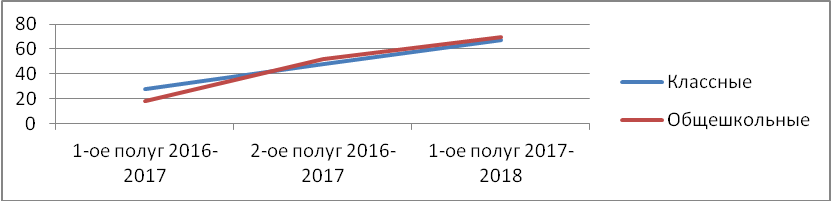 80
60
40
20
0
1-ое полуг 2016-
2017
2-ое полуг 2016-
2017
1-ое полуг 2017-
2018
Классные
Общешкольные